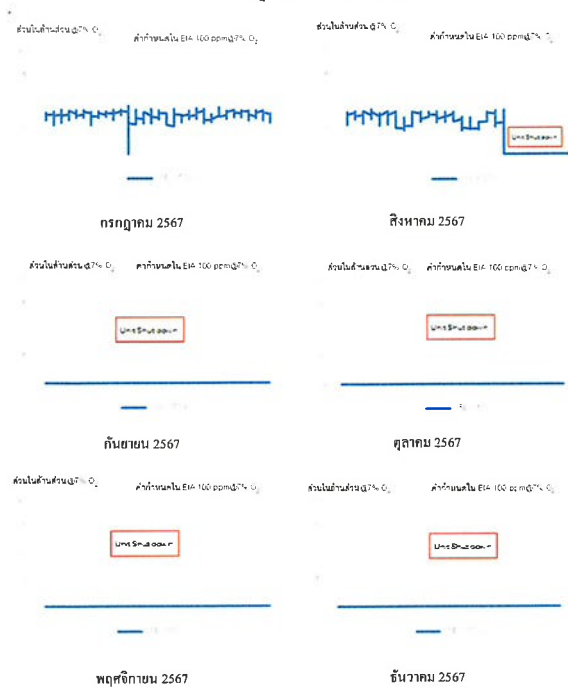 ส่วนในล้านส่วน @7% O₂ ค่ากำหนดใน EIA 100 ppm@7% O₂
ส่วนในล้านส่วน @7% O₂ ค่ากำหนดใน EIA 100 ppm@7% O₂
Unit Shutdown
กรกฎาคม 2567
สิงหาคม 2567
ส่วนในล้านส่วน @7% O₂ ค่ากำหนดใน EIA 100 ppm@7% O₂
ส่วนในล้านส่วน @7% O₂ ค่ากำหนดใน EIA 100 ppm@7% O₂
Unit Shutdown
Unit Shutdown
กันยายน 2567
ตุลาคม 2567
ส่วนในล้านส่วน @7% O₂ ค่ากำหนดใน EIA 100 ppm@7% O₂
ส่วนในล้านส่วน @7% O₂ ค่ากำหนดใน EIA 100 ppm@7% O₂
Unit Shutdown
Unit Shutdown
พฤศจิกายน 2567
ธันวาคม 2567